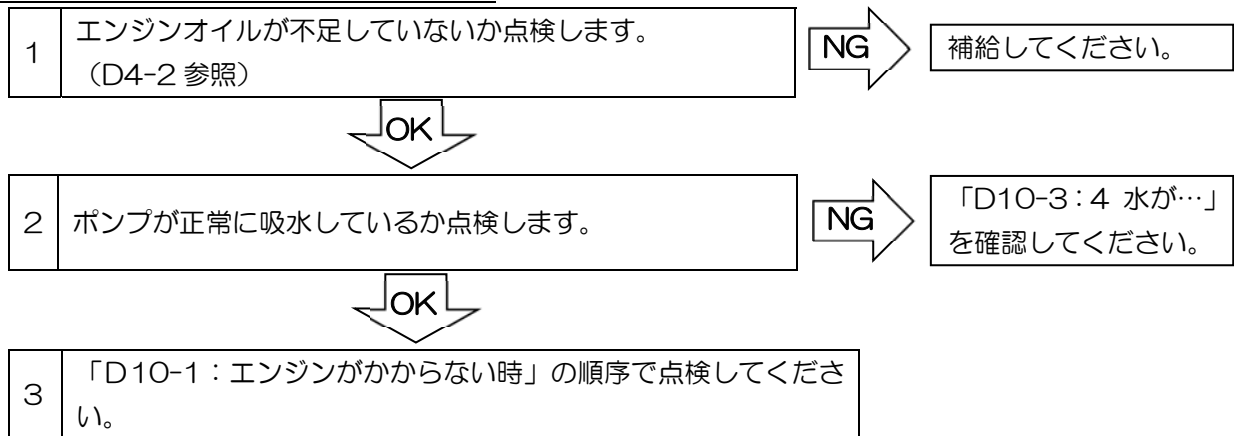 1
エンジンオイルが不足していないか点検します。
(D4-2 参照)
NG
補給してください。
OK
2
ポンプが正常に吸水しているか点検します。
NG
「D10-3:4 水が…」
を確認してください。
OK
3
「D10-1:エンジンがかからない時」の順序で点検してくださ
い。